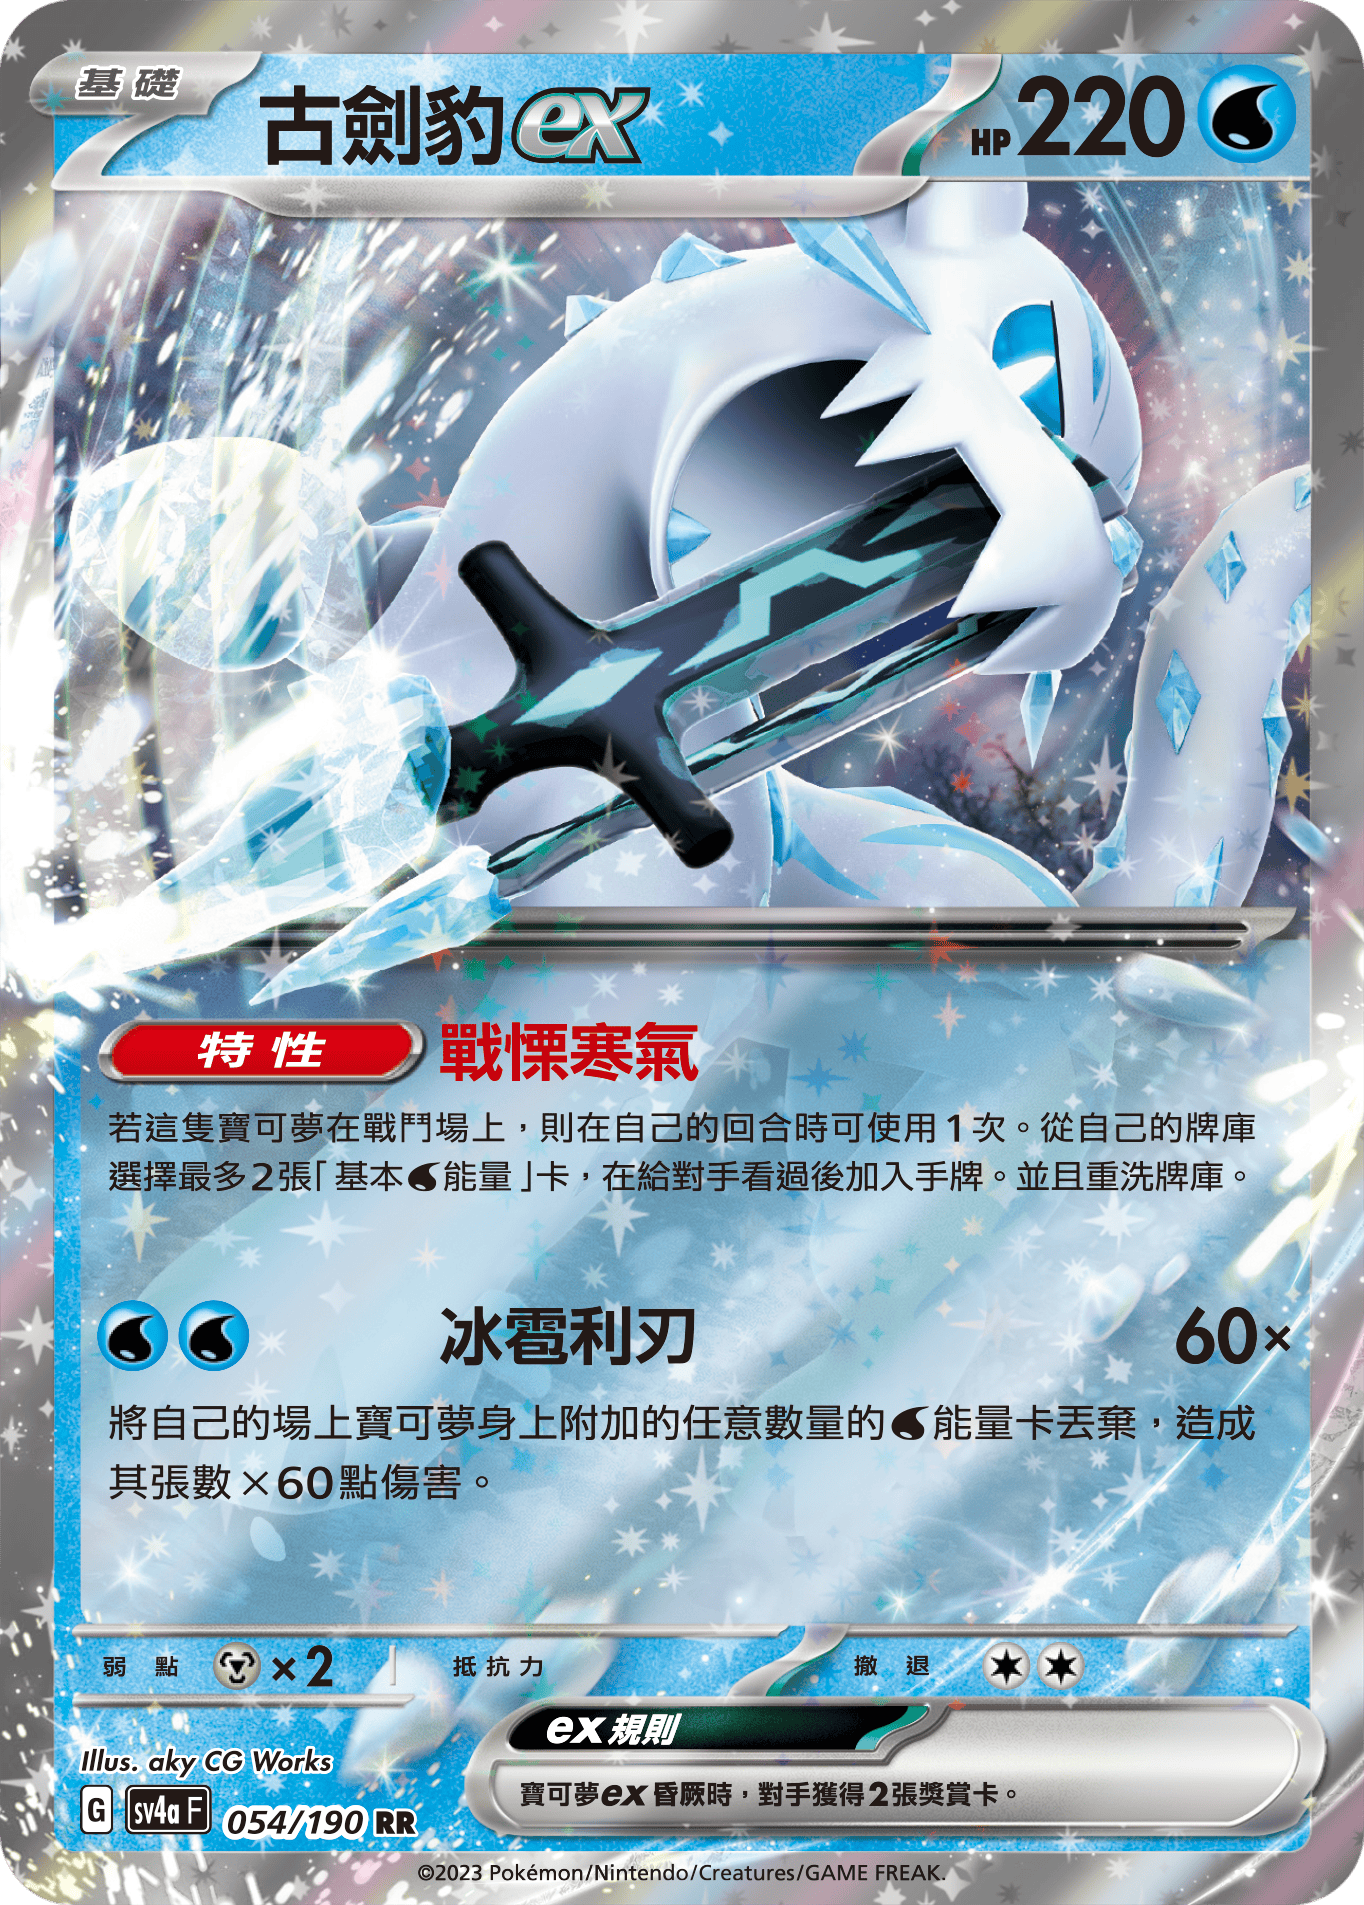 基礎
古劍豹ex
HP220
特性 戰慄寒氣
若這隻寶可夢在戰鬥場上，則在自己的回合時可使用1次。從自己的牌庫
選擇最多2張「基本能量」卡，在給對手看過後加入手牌。並且重洗牌庫。
冰雹利刃 60×
將自己的場上寶可夢身上附加的任意數量的能量卡丟棄，造成
其張數×60點傷害。
弱點 ×2 抵抗力 撤退
ex規則
寶可夢ex昏厥時，對手獲得2張獎賞卡。
Illus. aky CG Works
G sv4a F 054/190 RR
©2023 Pokémon/Nintendo/Creatures/GAME FREAK.